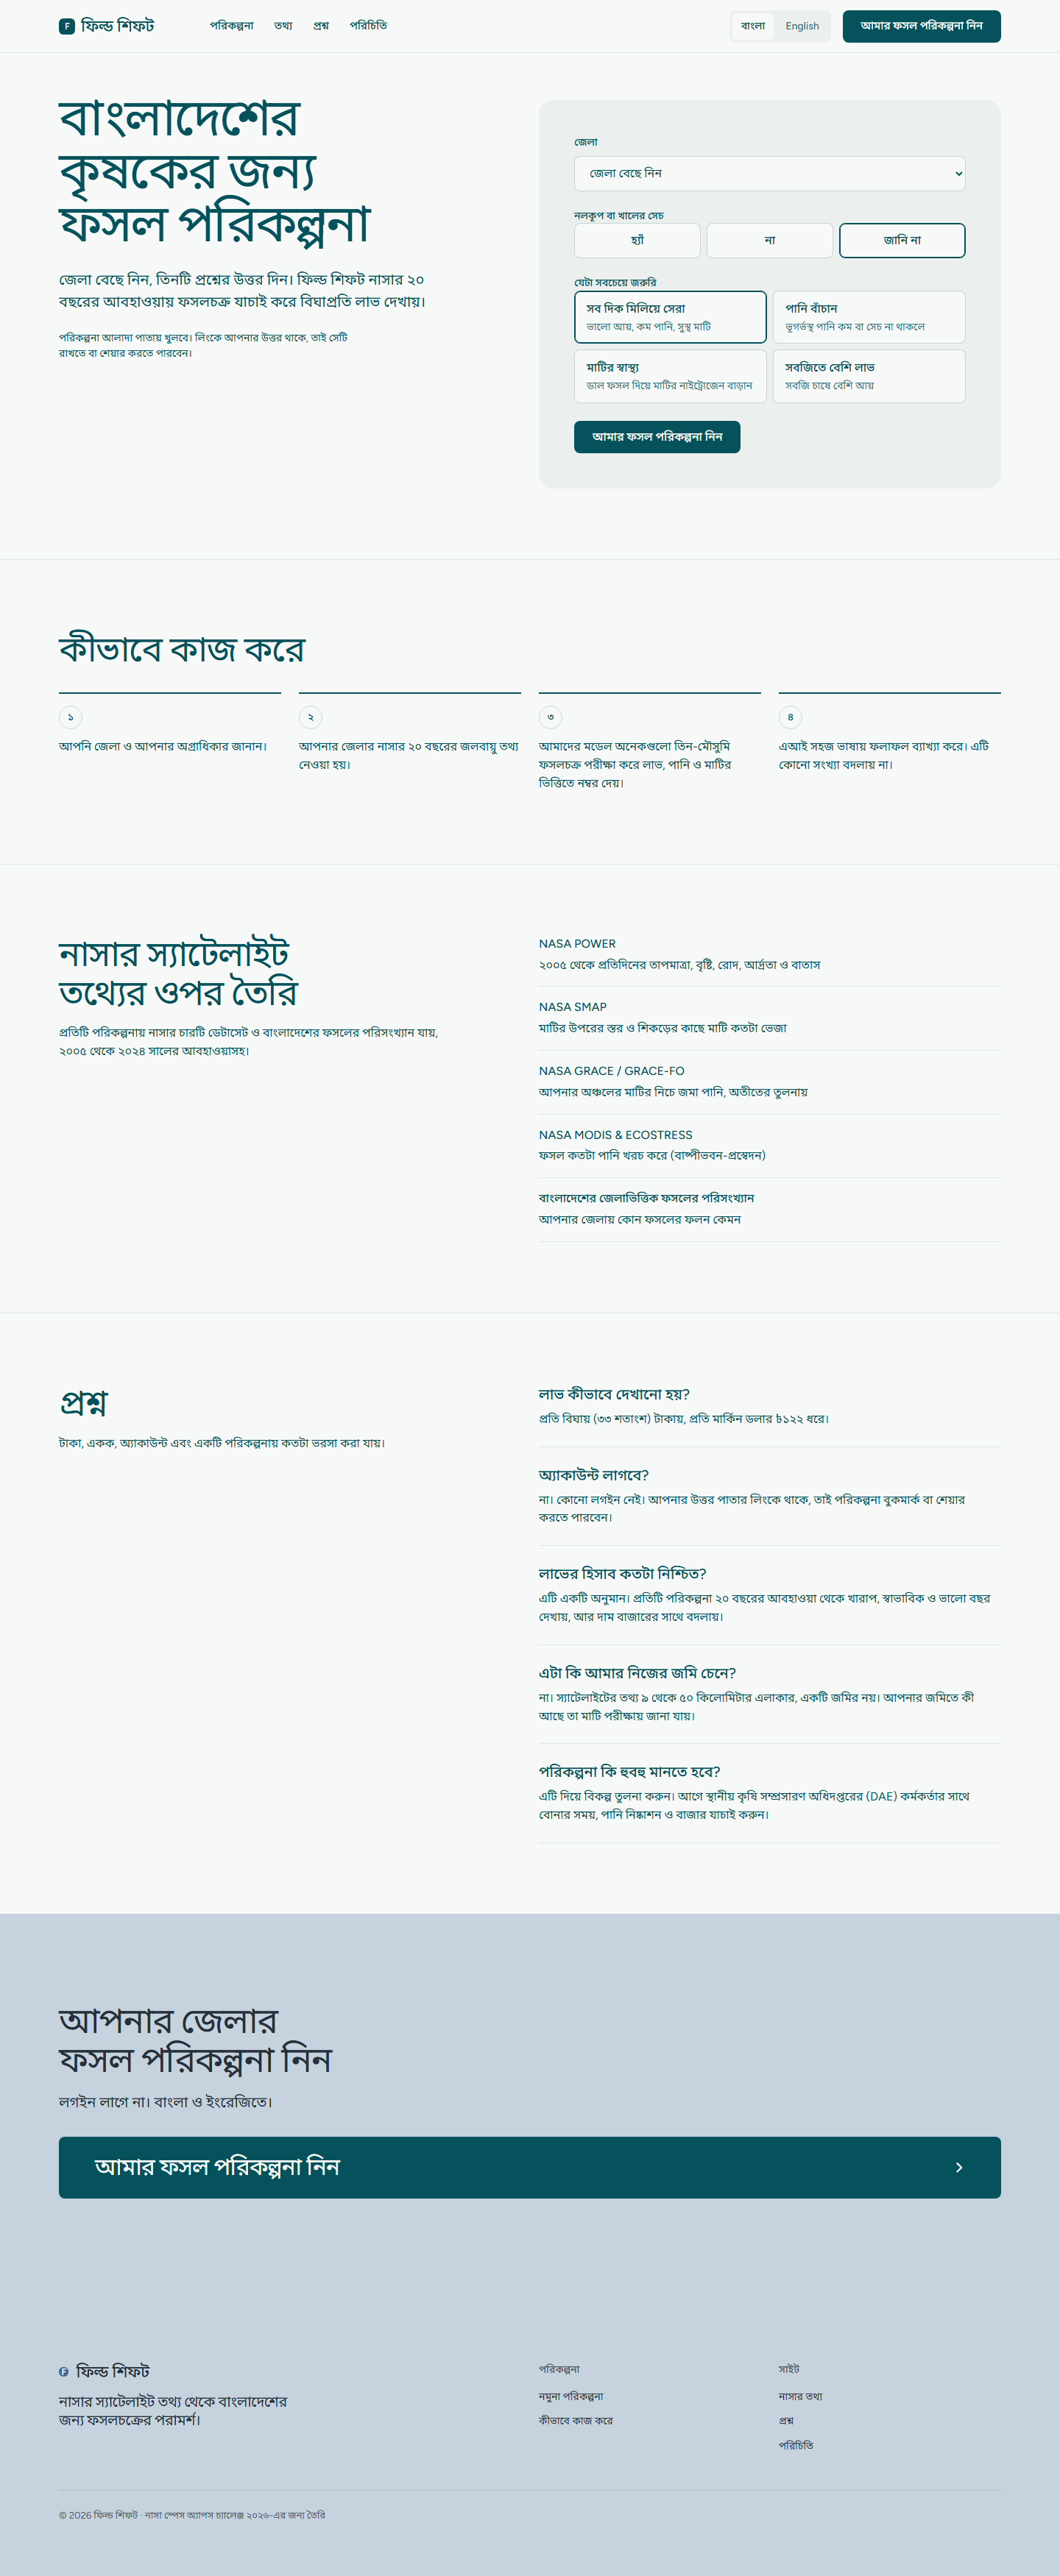 F ফিল্ড শিফট
পরিকল্পনা
তথ্য
প্রশ্ন
পরিচিতি
বাংলা
English
আমার ফসল পরিকল্পনা নিন
বাংলাদেশের
কৃষকের জন্য
ফসল পরিকল্পনা
জেলা বেছে নিন, তিনটি প্রশ্নের উত্তর দিন। ফিল্ড শিফট নাসার ২০
বছরের আবহাওয়ায় ফসলচক্র যাচাই করে বিঘাপ্রতি লাভ দেখায়।
পরিকল্পনা আলাদা পাতায় খুলবে। লিংকে আপনার উত্তর থাকে, তাই সেটি
রাখতে বা শেয়ার করতে পারবেন।
জেলা
জেলা বেছে নিন
নলকূপ বা খালের সেচ
হ্যাঁ
না
জানি না
যেটা সবচেয়ে জরুরি
সব দিক মিলিয়ে সেরা
ভালো আয়, কম পানি, সুস্থ মাটি
পানি বাঁচান
ভূগর্ভস্থ পানি কম বা সেচ না থাকলে
মাটির স্বাস্থ্য
ডাল ফসল দিয়ে মাটির নাইট্রোজেন বাড়ান
সবজিতে বেশি লাভ
সবজি চাষে বেশি আয়
আমার ফসল পরিকল্পনা নিন
কীভাবে কাজ করে
১
আপনি জেলা ও আপনার অগ্রাধিকার জানান।
২
আপনার জেলার নাসার ২০ বছরের জলবায়ু তথ্য
নেওয়া হয়।
৩
আমাদের মডেল অনেকগুলো তিন-মৌসুমি
ফসলচক্র পরীক্ষা করে লাভ, পানি ও মাটির
ভিত্তিতে নম্বর দেয়।
৪
এআই সহজ ভাষায় ফলাফল ব্যাখ্যা করে। এটি
কোনো সংখ্যা বদলায় না।
নাসার স্যাটেলাইট
তথ্যের ওপর তৈরি
প্রতিটি পরিকল্পনায় নাসার চারটি ডেটাসেট ও বাংলাদেশের ফসলের পরিসংখ্যান যায়,
২০০৫ থেকে ২০২৪ সালের আবহাওয়াসহ।
NASA POWER
২০০৫ থেকে প্রতিদিনের তাপমাত্রা, বৃষ্টি, রোদ, আর্দ্রতা ও বাতাস
NASA SMAP
মাটির উপরের স্তর ও শিকড়ের কাছে মাটি কতটা ভেজা
NASA GRACE / GRACE-FO
আপনার অঞ্চলের মাটির নিচে জমা পানি, অতীতের তুলনায়
NASA MODIS & ECOSTRESS
ফসল কতটা পানি খরচ করে (বাষ্পীভবন-প্রস্বেদন)
বাংলাদেশের জেলাভিত্তিক ফসলের পরিসংখ্যান
আপনার জেলায় কোন ফসলের ফলন কেমন
প্রশ্ন
টাকা, একক, অ্যাকাউন্ট এবং একটি পরিকল্পনায় কতটা ভরসা করা যায়।
লাভ কীভাবে দেখানো হয়?
প্রতি বিঘায় (৩৩ শতাংশ) টাকায়, প্রতি মার্কিন ডলার ৳১২২ ধরে।
অ্যাকাউন্ট লাগবে?
না। কোনো লগইন নেই। আপনার উত্তর পাতার লিংকে থাকে, তাই পরিকল্পনা বুকমার্ক বা শেয়ার
করতে পারবেন।
লাভের হিসাব কতটা নিশ্চিত?
এটি একটি অনুমান। প্রতিটি পরিকল্পনা ২০ বছরের আবহাওয়া থেকে খারাপ, স্বাভাবিক ও ভালো বছর
দেখায়, আর দাম বাজারের সাথে বদলায়।
এটা কি আমার নিজের জমি চেনে?
না। স্যাটেলাইটের তথ্য ৯ থেকে ৫০ কিলোমিটার এলাকার, একটি জমির নয়। আপনার জমিতে কী
আছে তা মাটি পরীক্ষায় জানা যায়।
পরিকল্পনা কি হুবহু মানতে হবে?
এটি দিয়ে বিকল্প তুলনা করুন। আগে স্থানীয় কৃষি সম্প্রসারণ অধিদপ্তরের (DAE) কর্মকর্তার সাথে
বোনার সময়, পানি নিষ্কাশন ও বাজার যাচাই করুন।
আপনার জেলার
ফসল পরিকল্পনা নিন
লগইন লাগে না। বাংলা ও ইংরেজিতে।
আমার ফসল পরিকল্পনা নিন
F ফিল্ড শিফট
নাসার স্যাটেলাইট তথ্য থেকে বাংলাদেশের
জন্য ফসলচক্রের পরামর্শ।
পরিকল্পনা
নমুনা পরিকল্পনা
কীভাবে কাজ করে
সাইট
নাসার তথ্য
প্রশ্ন
পরিচিতি
© 2026 ফিল্ড শিফট · নাসা স্পেস অ্যাপস চ্যালেঞ্জ ২০২৬-এর জন্য তৈরি